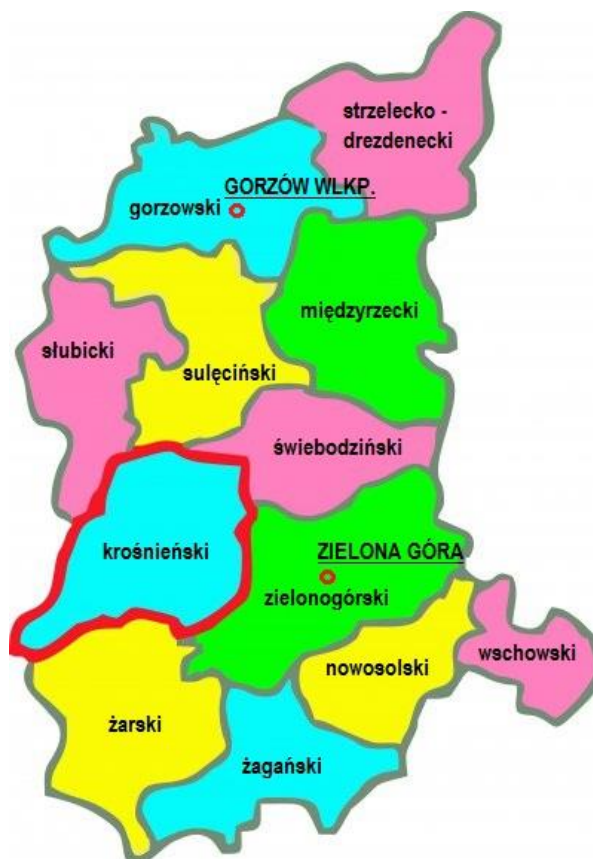 strzelecko -
drezdenecki
GORZÓW WLKP.
gorzowski
międzyrzecki
słubicki
sulęciński
świebodziński
krośnieński
ZIELONA GÓRA
zielonogórski
nowosolski
wschowski
żarski
żagański